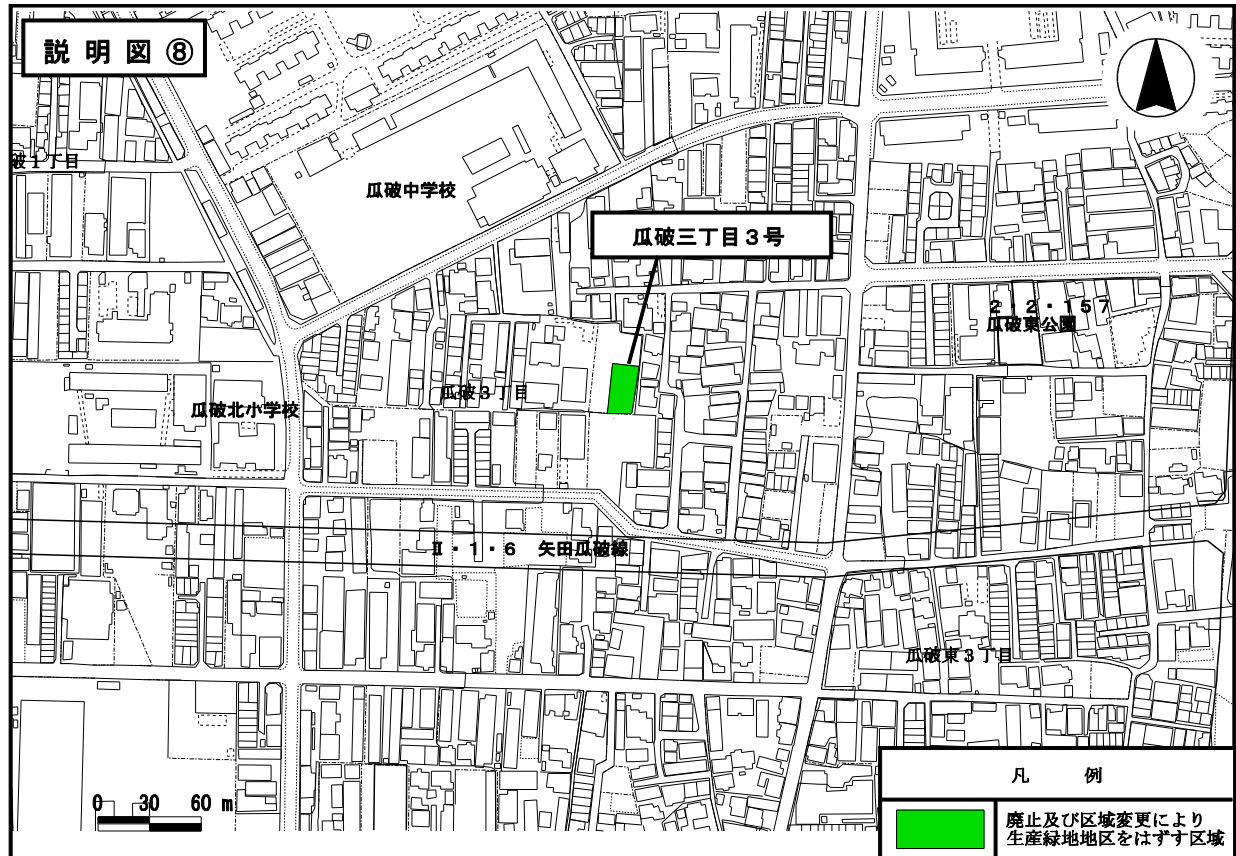 説明図⑧
破1丁目
瓜破中学校
瓜破三丁目3号
2・2・157
瓜破東公園
瓜破3丁目
瓜破北小学校
Ⅱ・1・6 矢田瓜破線
瓜破東3丁目
0 30 60 m
凡 例
廃止及び区域変更により
生産緑地地区をはずす区域